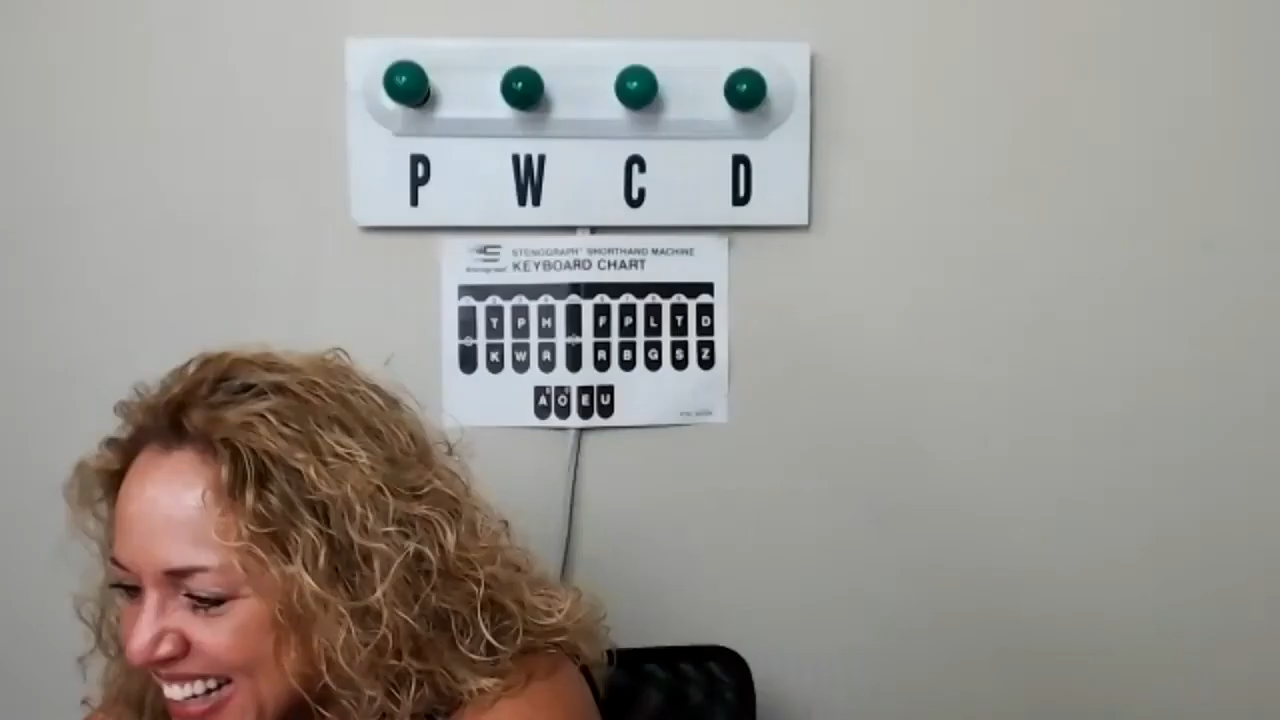 P W C D
STENOGRAPH® SHORTHAND MACHINE
KEYBOARD CHART
T P H F P L T D
S
K W R R B G S Z
A O E U